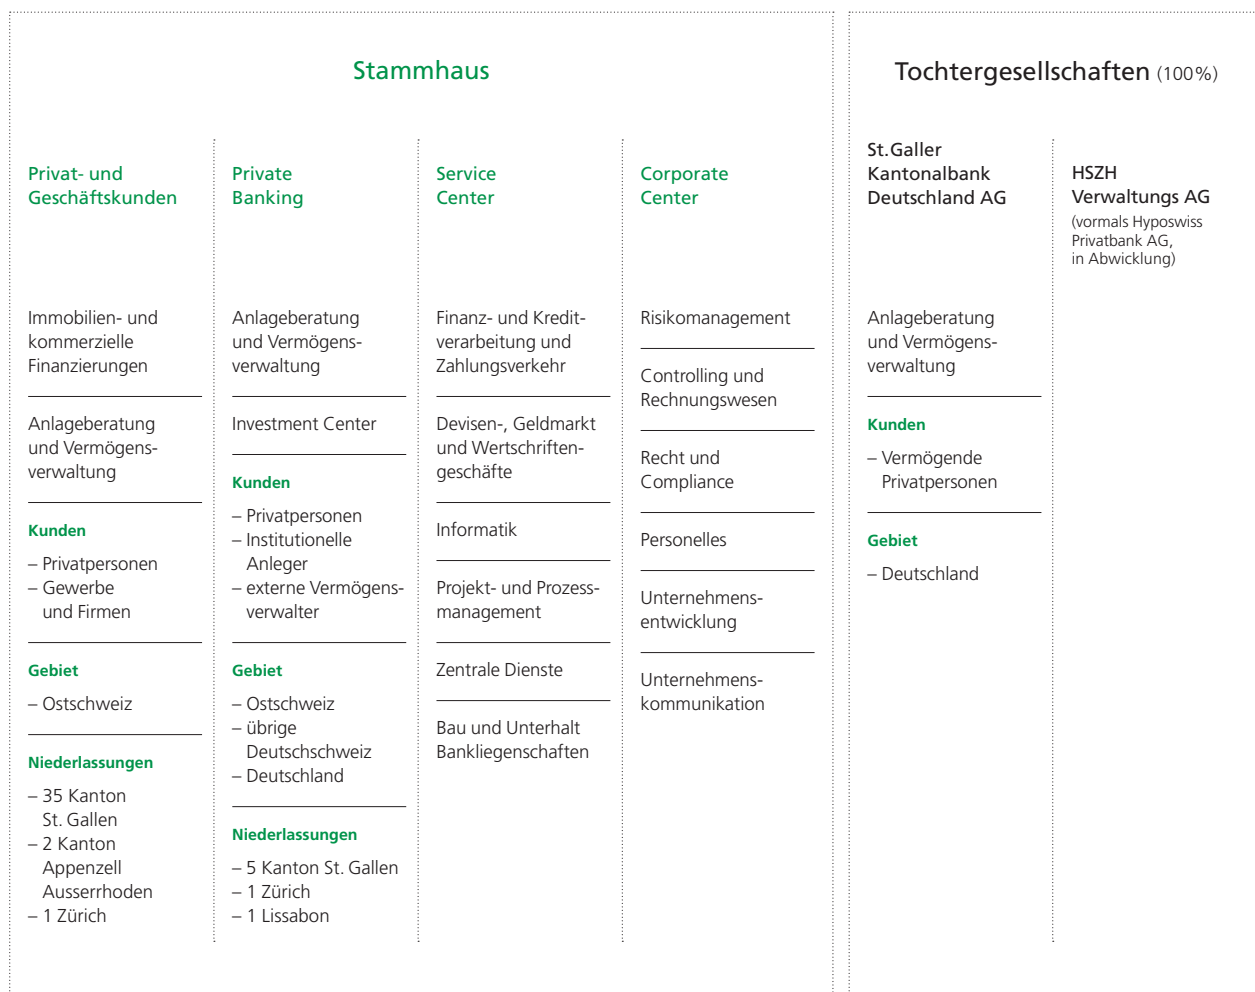 Stammhaus
Privat- und
Geschäftskunden
Immobilien- und
kommerzielle
Finanzierungen
Anlageberatung
und Vermögens-
verwaltung
Kunden
– Privatpersonen
– Gewerbe
und Firmen
Gebiet
– Ostschweiz
Niederlassungen
– 35 Kanton
St. Gallen
– 2 Kanton
Appenzell
Ausserrhoden
– 1 Zürich
Private
Banking
Anlageberatung
und Vermögens-
verwaltung
Investment Center
Kunden
– Privatpersonen
– Institutionelle
Anleger
– externe Vermögens-
verwalter
Gebiet
– Ostschweiz
– übrige
Deutschschweiz
– Deutschland
Niederlassungen
– 5 Kanton St. Gallen
– 1 Zürich
– 1 Lissabon
Service
Center
Finanz- und Kredit-
verarbeitung und
Zahlungsverkehr
Devisen-, Geldmarkt
und Wertschriften-
geschäfte
Informatik
Projekt- und Prozess-
management
Zentrale Dienste
Bau und Unterhalt
Bankliegenschaften
Corporate
Center
Risikomanagement
Controlling und
Rechnungswesen
Recht und
Compliance
Personelles
Unternehmens-
entwicklung
Unternehmens-
kommunikation
Tochtergesellschaften (100%)
St.Galler
Kantonalbank
Deutschland AG
Anlageberatung
und Vermögens-
verwaltung
Kunden
– Vermögende
Privatpersonen
Gebiet
– Deutschland
HSZH
Verwaltungs AG
(vormals Hyposwiss
Privatbank AG,
in Abwicklung)